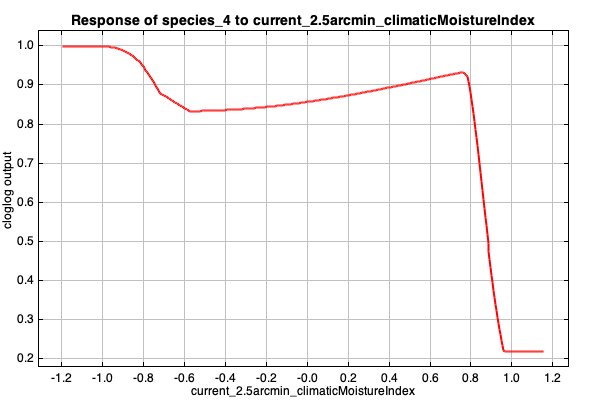 Response of species_4 to current_2.5arcmin_climaticMoistureIndex
1.0
0.9
0.8
0.7
0.6
0.5
0.4
0.3
0.2
cloglog output
-1.2 -1.0 -0.8 -0.6 -0.4 -0.2 -0.0 0.2 0.4 0.6 0.8 1.0 1.2
current_2.5arcmin_climaticMoistureIndex